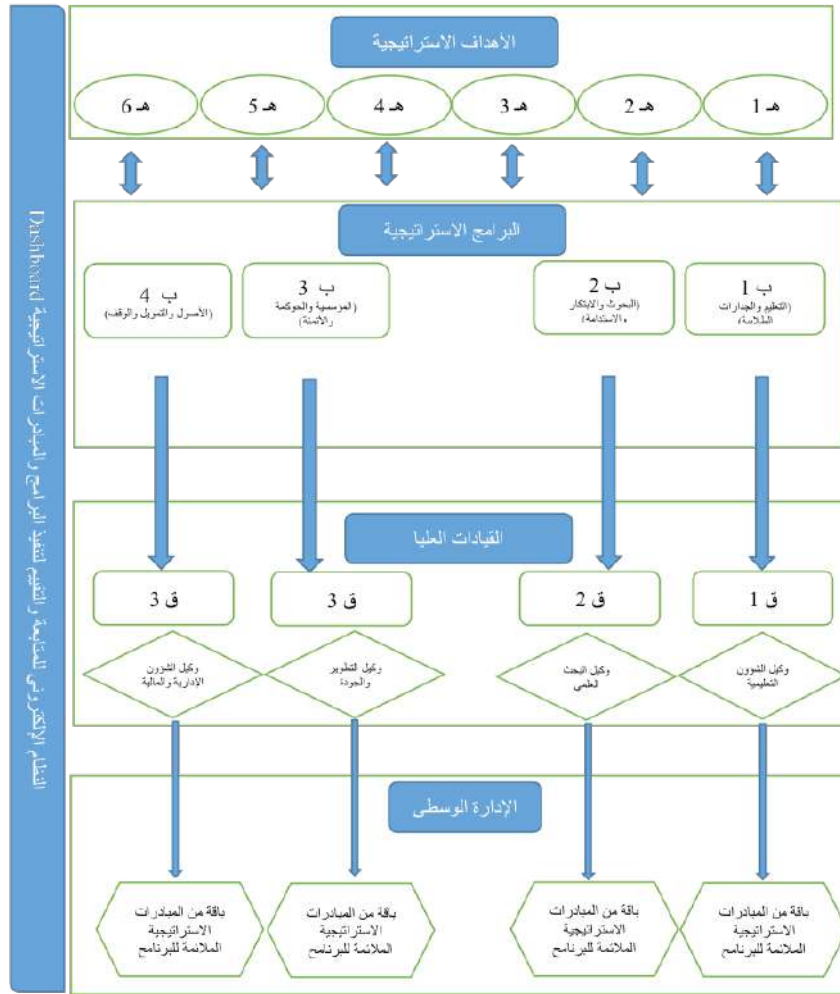 الأهداف الاستراتيجية
هـ 1
هـ 2
هـ 3
هـ 4
هـ 5
هـ 6
البرامج الاستراتيجية
ب 1
(التعليم والجدارات
الطلابية)
ب 2
(البحوث والابتكار
والاستدامة)
ب 3
(المؤسسية والحوكمة
والأتمتة)
ب 4
(الأصول والتمويل والوقف)
القيادات العليا
ق 1
ق 2
ق 3
ق 3
وكيل الشؤون
التعليمية
وكيل البحث
العلمي
وكيل التطوير
والجودة
وكيل الشؤون
الإدارية والمالية
الإدارة الوسطى
باقة من المبادرات
الاستراتيجية
الملائمة للبرنامج
باقة من المبادرات
الاستراتيجية
الملائمة للبرنامج
باقة من المبادرات
الاستراتيجية
الملائمة للبرنامج
باقة من المبادرات
الاستراتيجية
الملائمة للبرنامج
النظام الإلكتروني للمتابعة والتقييم لتنفيذ البرامج والمبادرات الاستراتيجية Dashboard